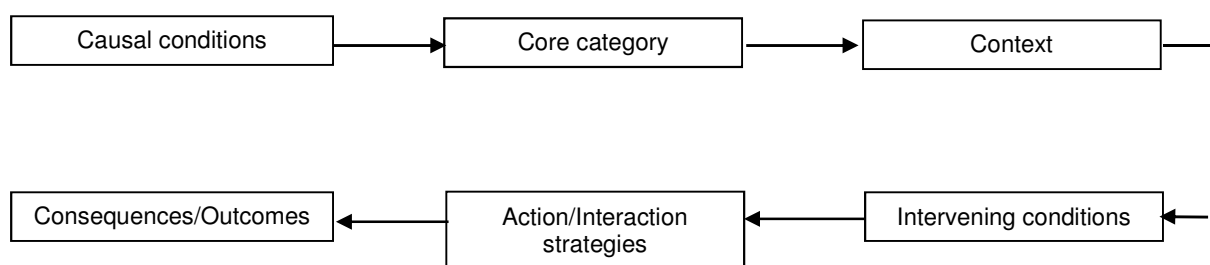 Causal conditions
Core category
Context
Consequences/Outcomes
Action/Interaction
strategies
Intervening conditions